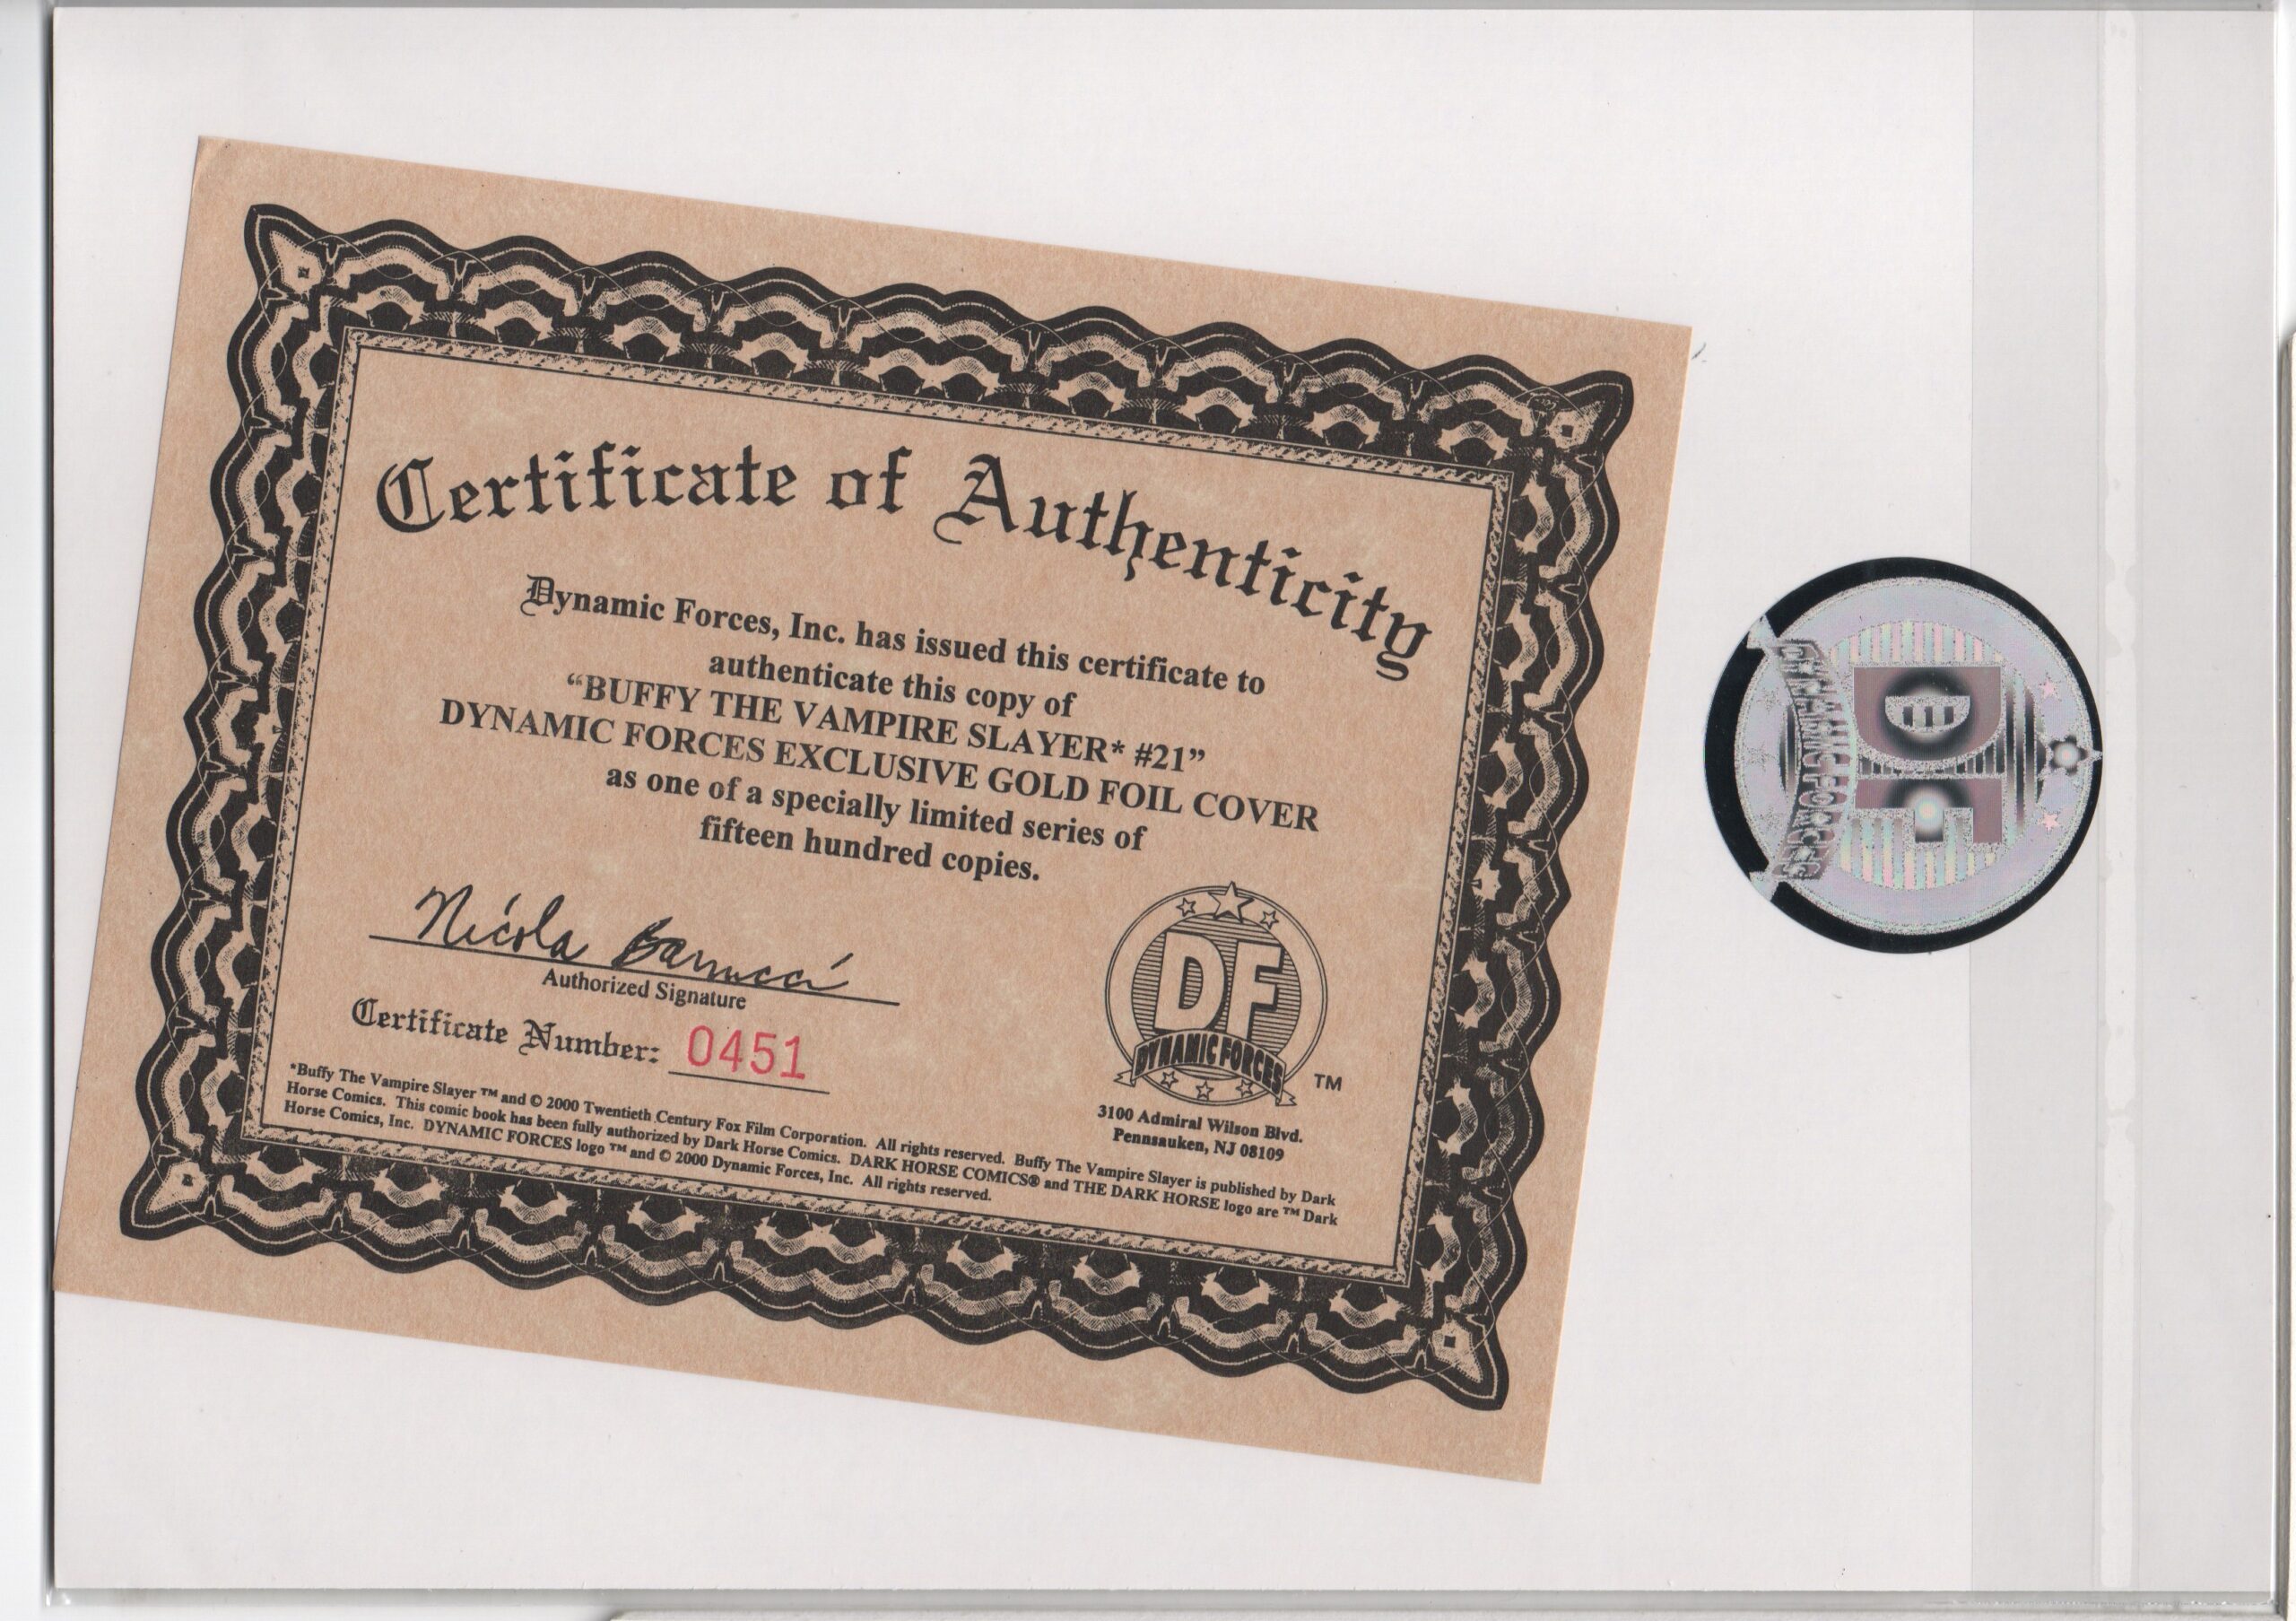 Certificate of Authenticity
Dynamic Forces, Inc. has issued this certificate to
authenticate this copy of
“BUFFY THE VAMPIRE SLAYER* #21”
DYNAMIC FORCES EXCLUSIVE GOLD FOIL COVER
as one of a specially limited series of
fifteen hundred copies.
Nicola Barrucci
Authorized Signature
Certificate Number: 0451
DF
DYNAMIC FORCES
TM
3100 Admiral Wilson Blvd.
Pennsauken, NJ 08109
*Buffy The Vampire Slayer ™ and © 2000 Twentieth Century Fox Film Corporation. All rights reserved. Buffy The Vampire Slayer is published by Dark
Horse Comics. This comic book has been fully authorized by Dark Horse Comics. DARK HORSE COMICS® and THE DARK HORSE logo are ™ Dark
Horse Comics, Inc. DYNAMIC FORCES logo ™ and © 2000 Dynamic Forces, Inc. All rights reserved.
DF
DYNAMIC FORCES